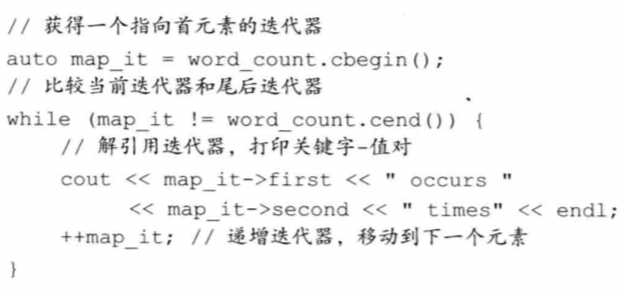 // 获得一个指向首元素的迭代器
auto map_it = word_count.cbegin();
// 比较当前迭代器和尾后迭代器
while (map_it != word_count.cend()) {
    // 解引用迭代器，打印关键字-值对
    cout << map_it->first << " occurs "
         << map_it->second << " times" << endl;
    ++map_it; // 递增迭代器，移动到下一个元素
}